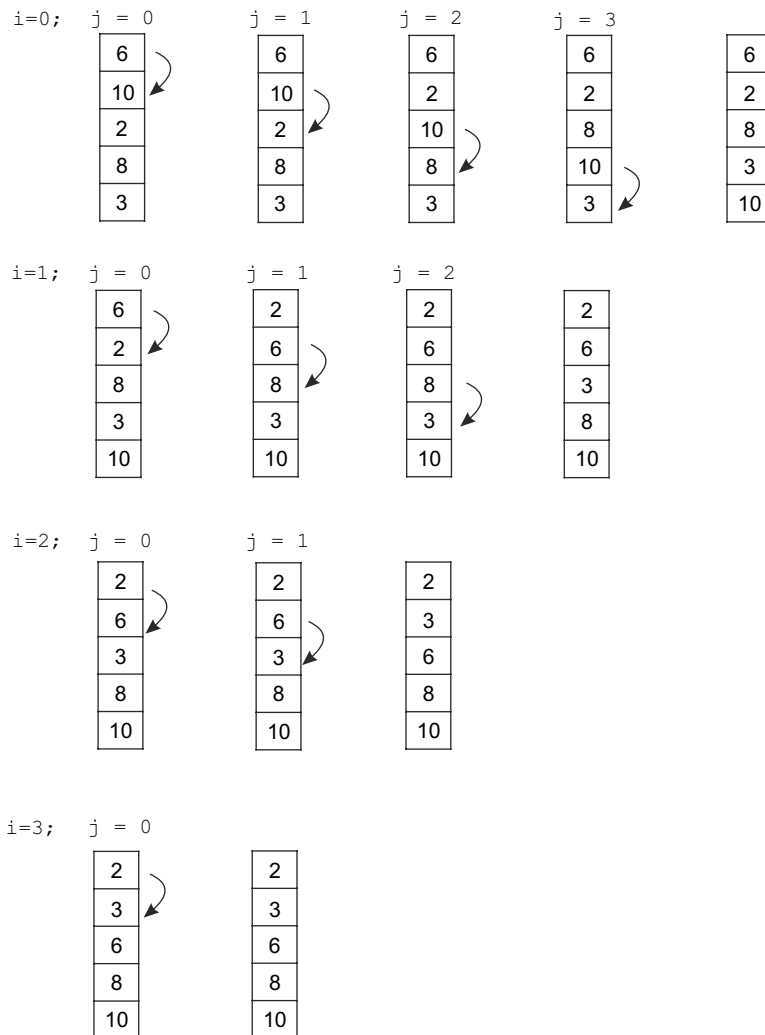 i=0; j = 0 j = 1 j = 2 j = 3
6 6 6 6 6
10 10 2 2 2
2 2 10 8 8
8 8 8 10 3
3 3 3 3 10
i=1; j = 0 j = 1 j = 2
6 2 2 2
2 6 6 6
8 8 8 3
3 3 3 8
10 10 10 10
i=2; j = 0 j = 1
2 2 2
6 6 3
3 3 6
8 8 8
10 10 10
i=3; j = 0
2 2
3 3
6 6
8 8
10 10